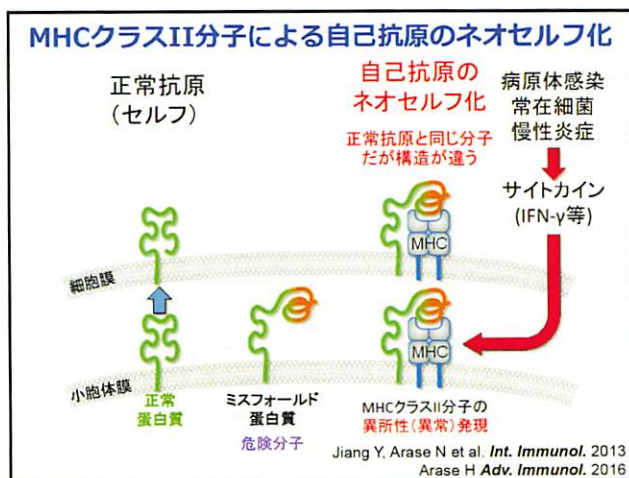 MHCクラスII分子による自己抗原のネオセルフ化
正常抗原
(セルフ)
自己抗原の
ネオセルフ化
正常抗原と同じ分子
だが構造が違う
病原体感染
常在細菌
慢性炎症
サイトカイン
(IFN-γ等)
MHC
細胞膜
MHC
小胞体膜
正常
蛋白質
ミスフォールド
蛋白質
危険分子
MHCクラスII分子の
異所性(異常)発現
Jiang Y, Arase N et al. Int. Immunol. 2013
Arase H Adv. Immunol. 2016